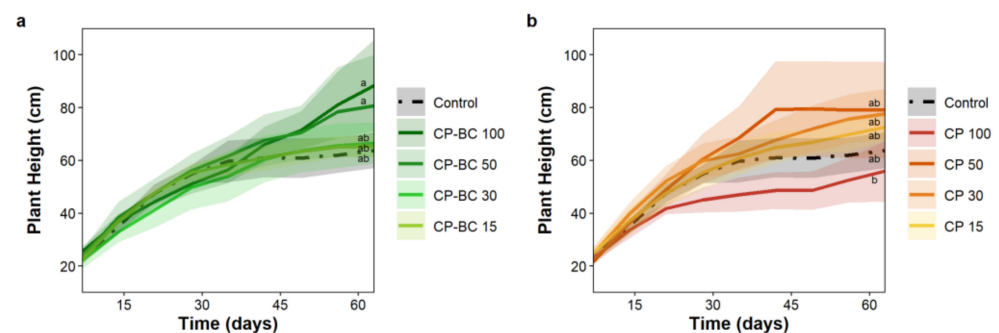 a
Plant Height (cm)
100
80
60
40
20
15
30
45
60
Time (days)
a
a
ab
ab
ab
Control
CP-BC 100
CP-BC 50
CP-BC 30
CP-BC 15
b
Plant Height (cm)
100
80
60
40
20
15
30
45
60
Time (days)
ab
ab
ab
ab
b
Control
CP 100
CP 50
CP 30
CP 15